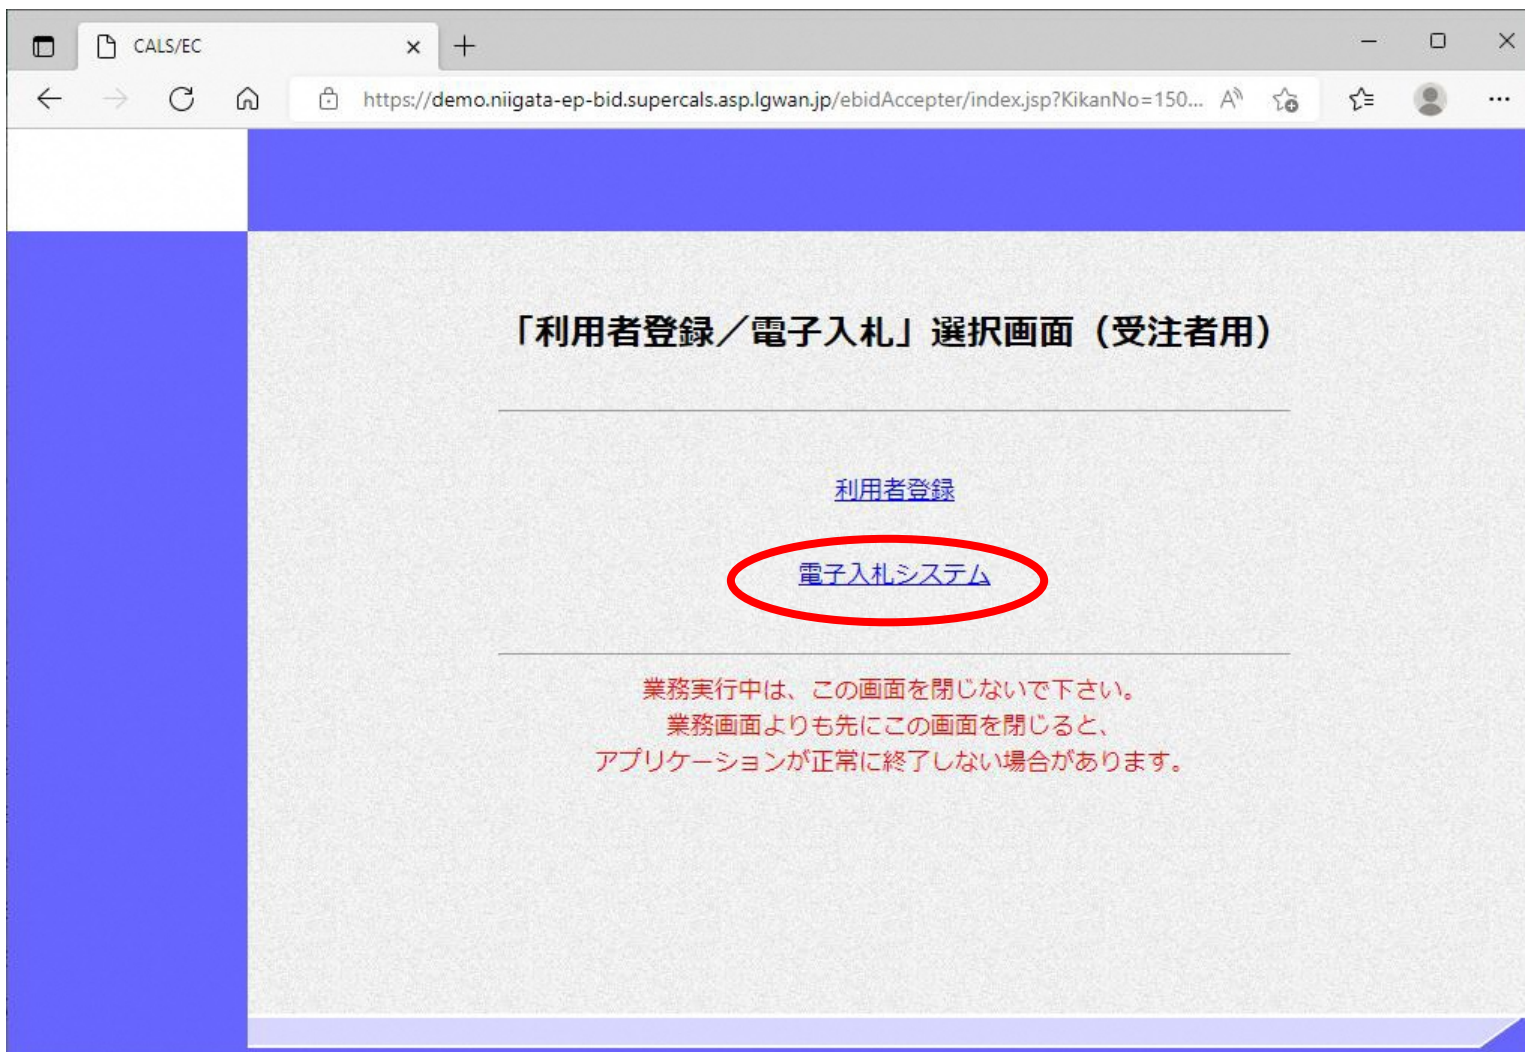 CALS/EC
https://demo.niigata-ep-bid.supercals.asp.lgwan.jp/ebidAccepter/index.jsp?KikanNo=150...
「利用者登録／電子入札」選択画面（受注者用）
利用者登録
電子入札システム
業務実行中は、この画面を閉じないで下さい。
業務画面よりも先にこの画面を閉じると、
アプリケーションが正常に終了しない場合があります。